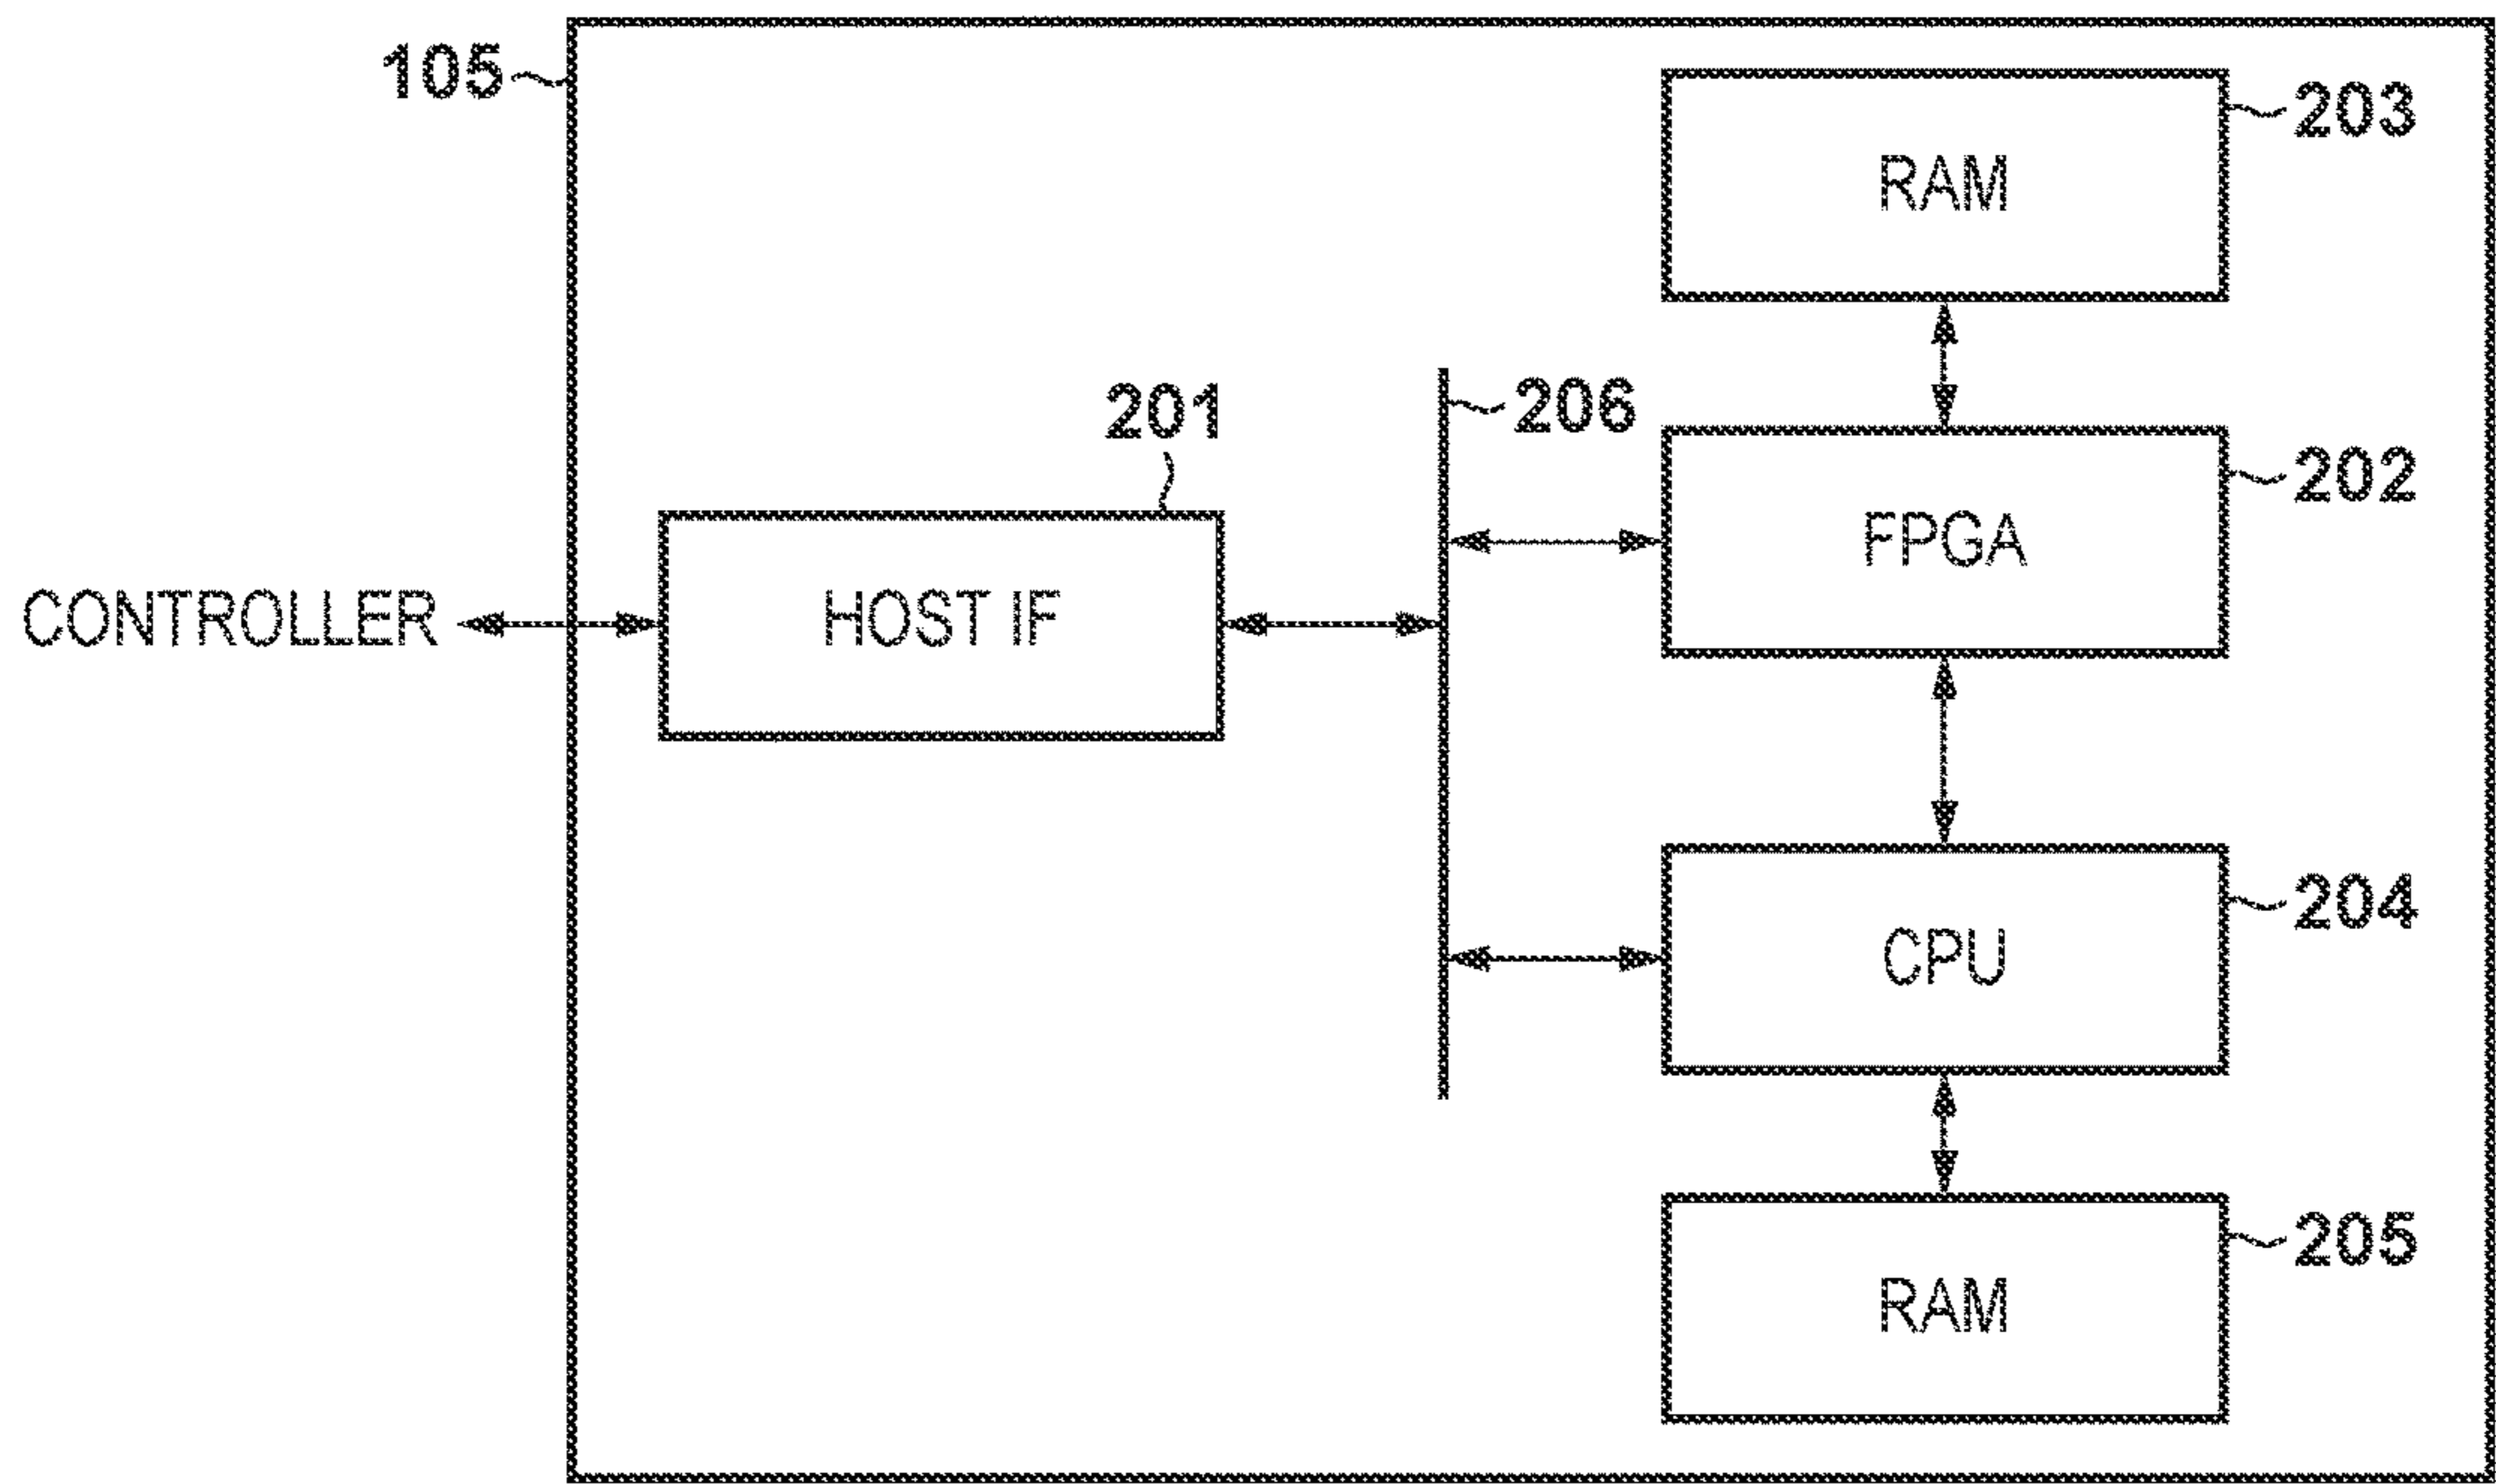 105
203
RAM
201
206
202
FPGA
CONTROLLER
HOST IF
204
CPU
205
RAM